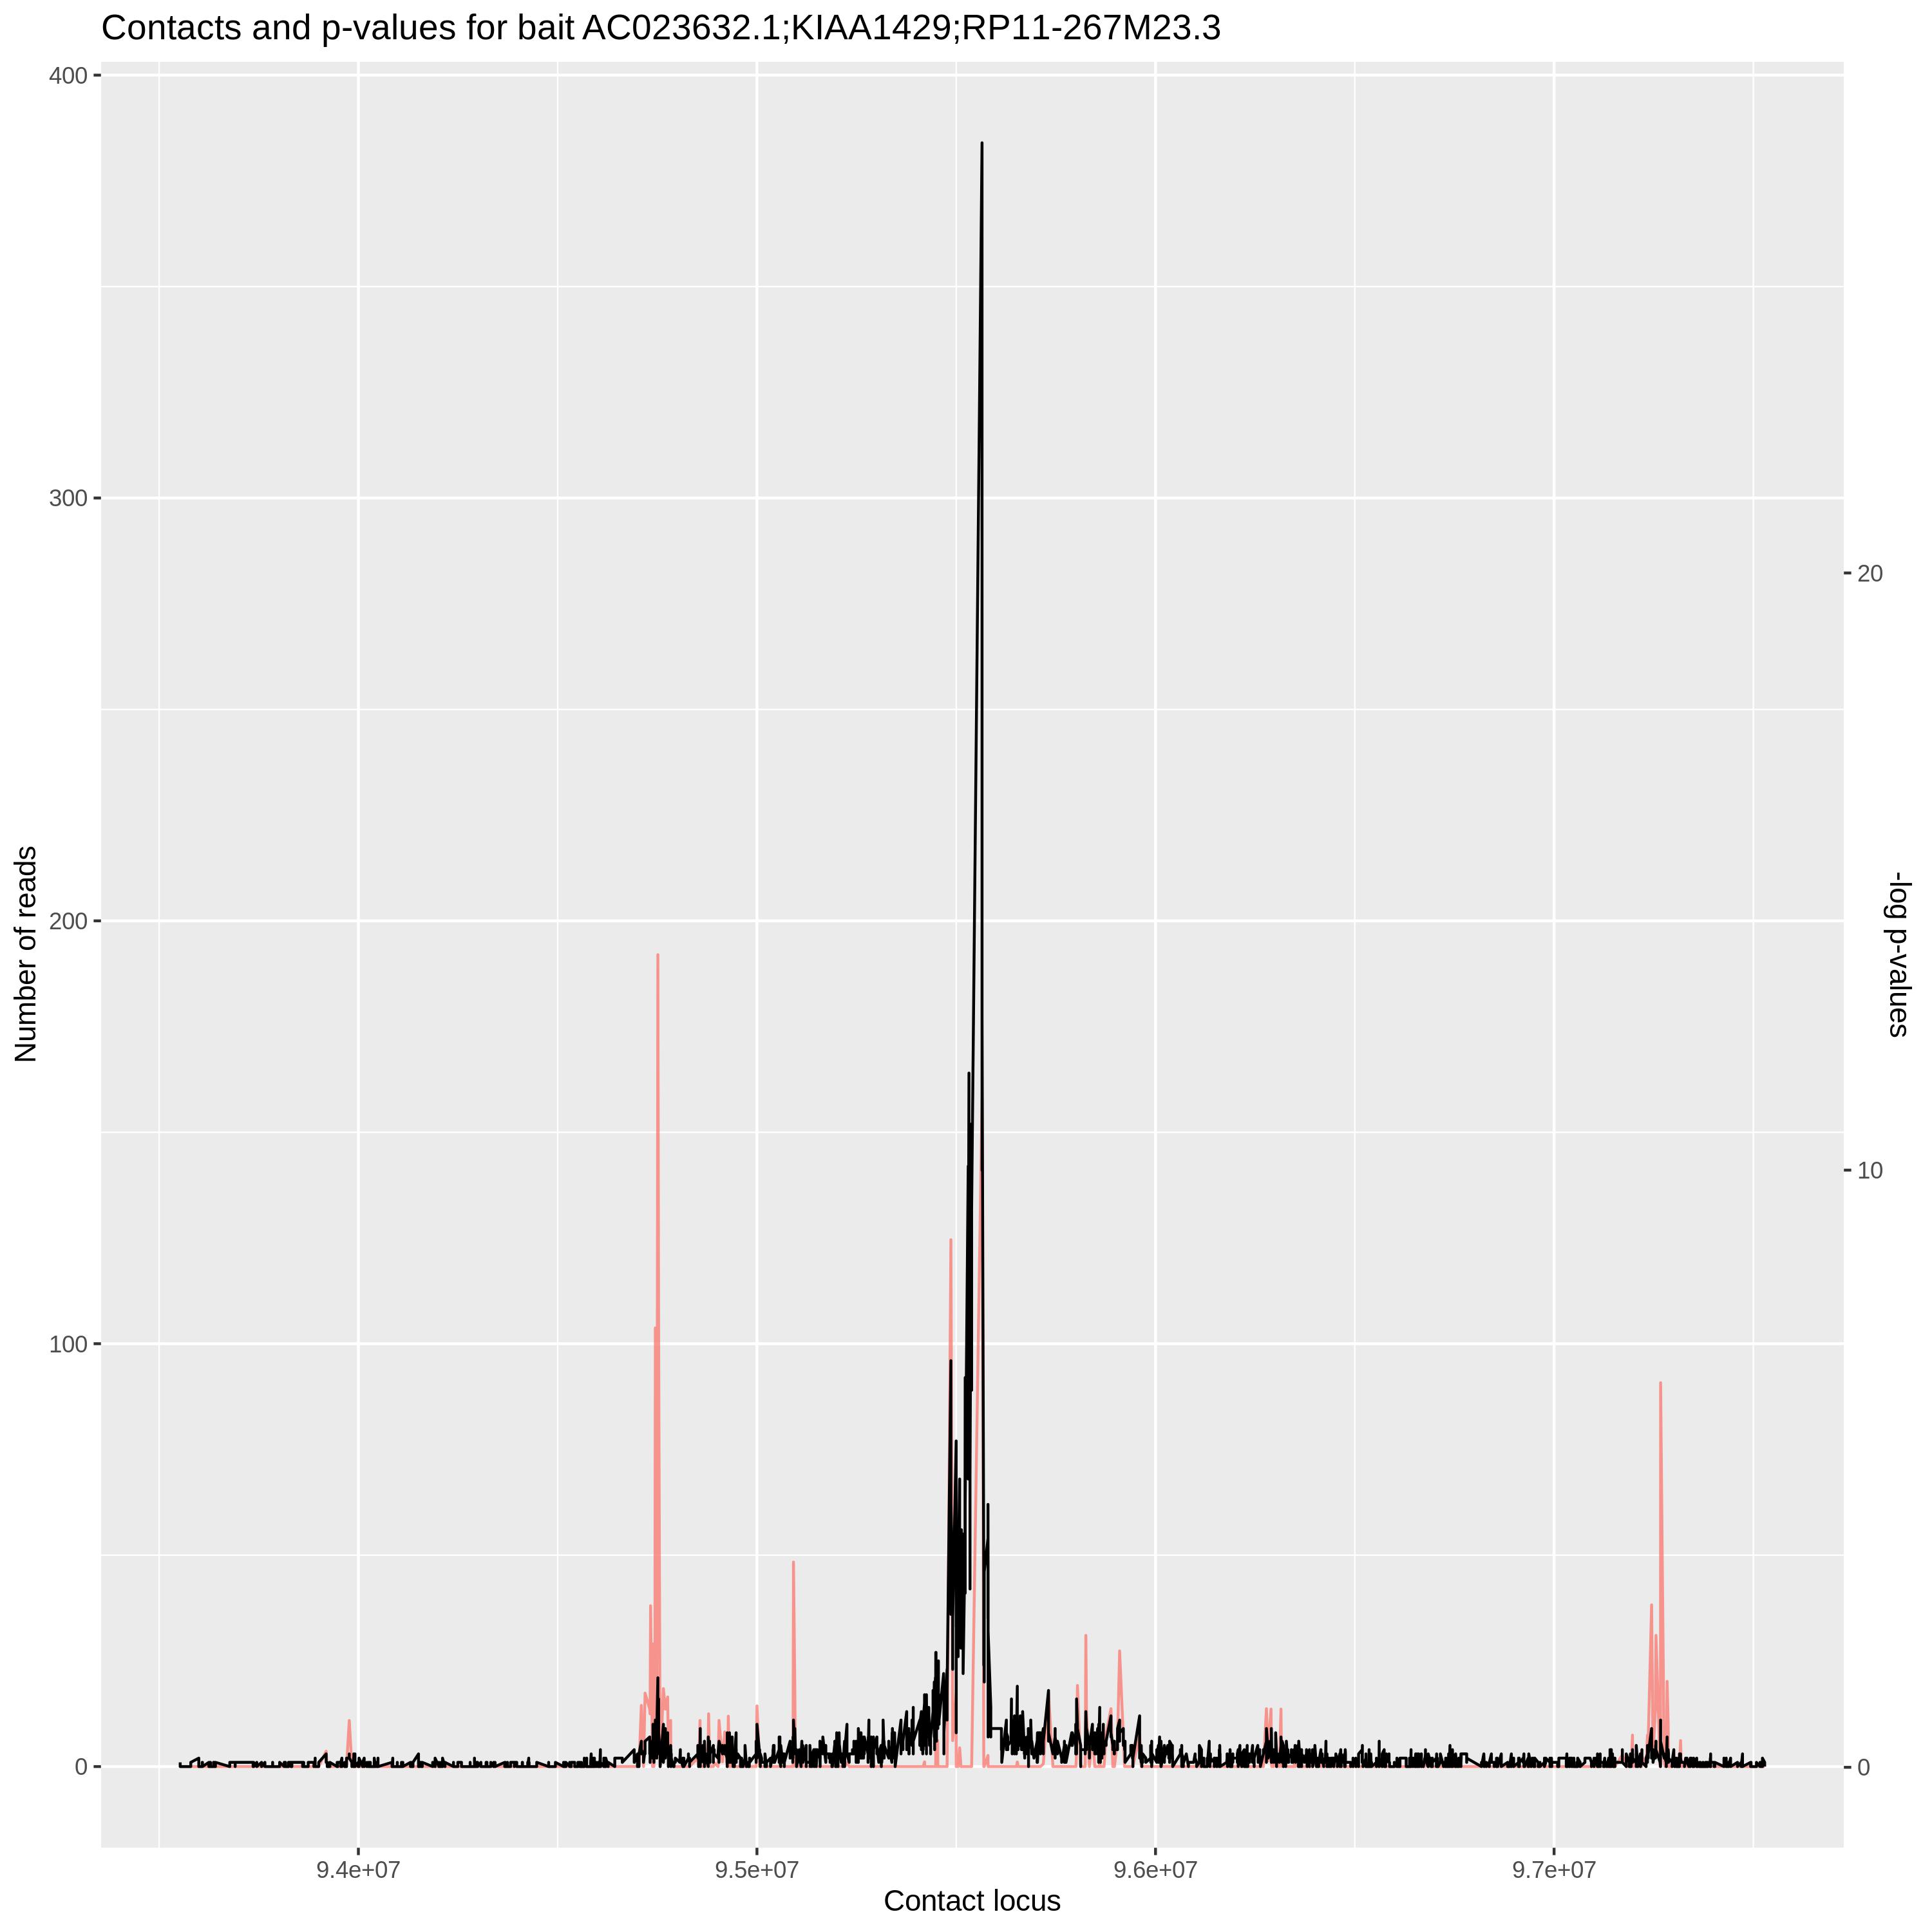 Contacts and p-values for bait AC023632.1;KIAA1429;RP11-267M23.3
400
300
200
100
0
Number of reads
20
10
0
-log p-values
9.4e+07
9.5e+07
9.6e+07
9.7e+07
Contact locus